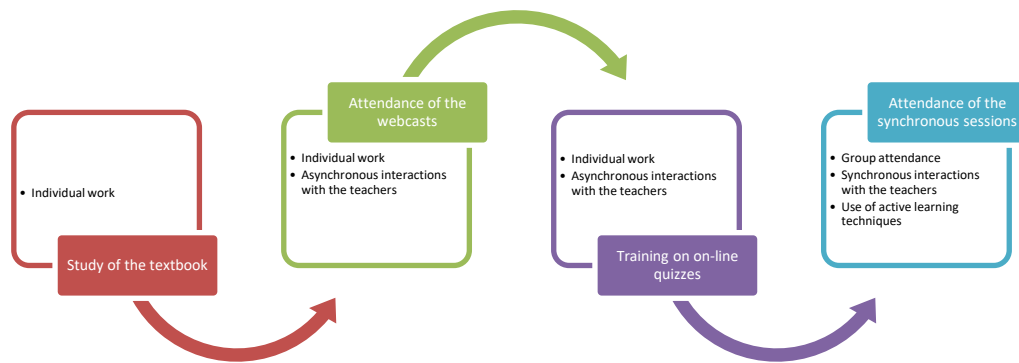 • Individual work
Study of the textbook
Attendance of the
webcasts
• Individual work
• Asynchronous interactions
with the teachers
• Individual work
• Asynchronous interactions
with the teachers
Training on on-line
quizzes
Attendance of the
synchronous sessions
• Group attendance
• Synchronous interactions
with the teachers
• Use of active learning
techniques